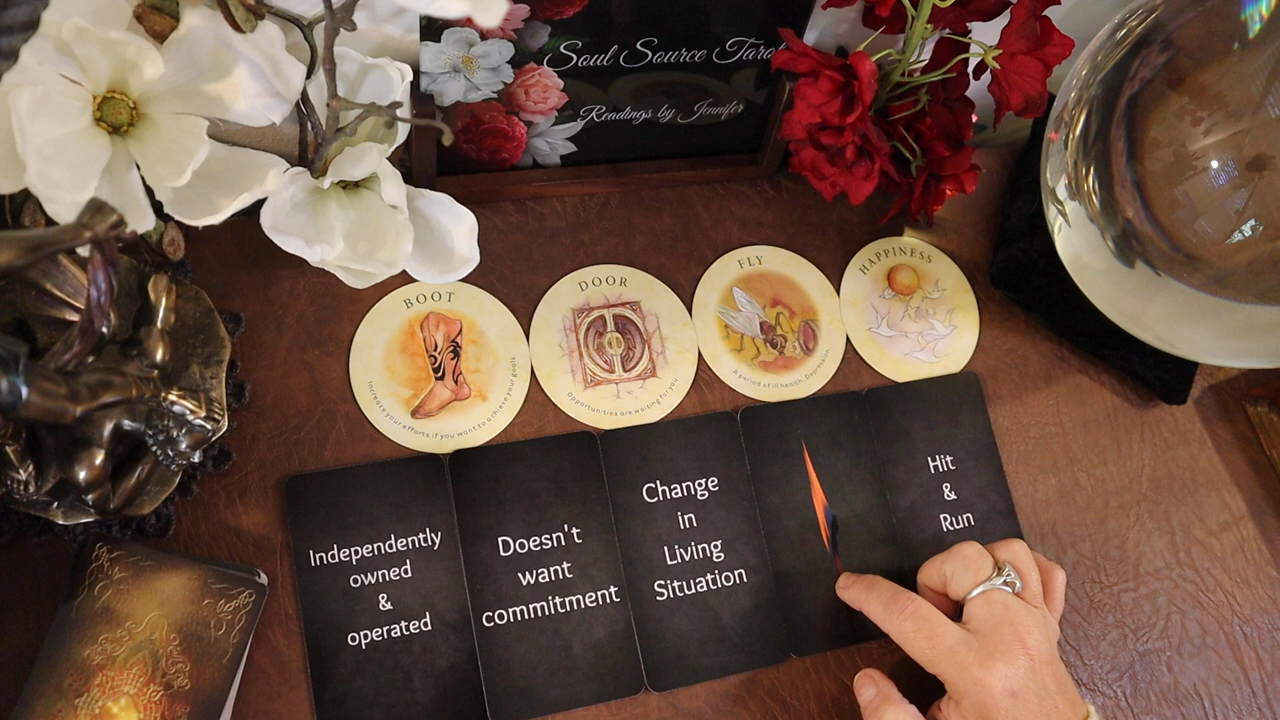 Soul Source Tarot
Readings by Jennifer
BOOT
Increase your efforts if you want to achieve your goals.
DOOR
Opportunities are waiting for you
FLY
A period of ill health. Depression.
HAPPINESS
Independently
owned
&
operated
Doesn't
want
commitment
Change
in
Living
Situation
Hit
&
Run